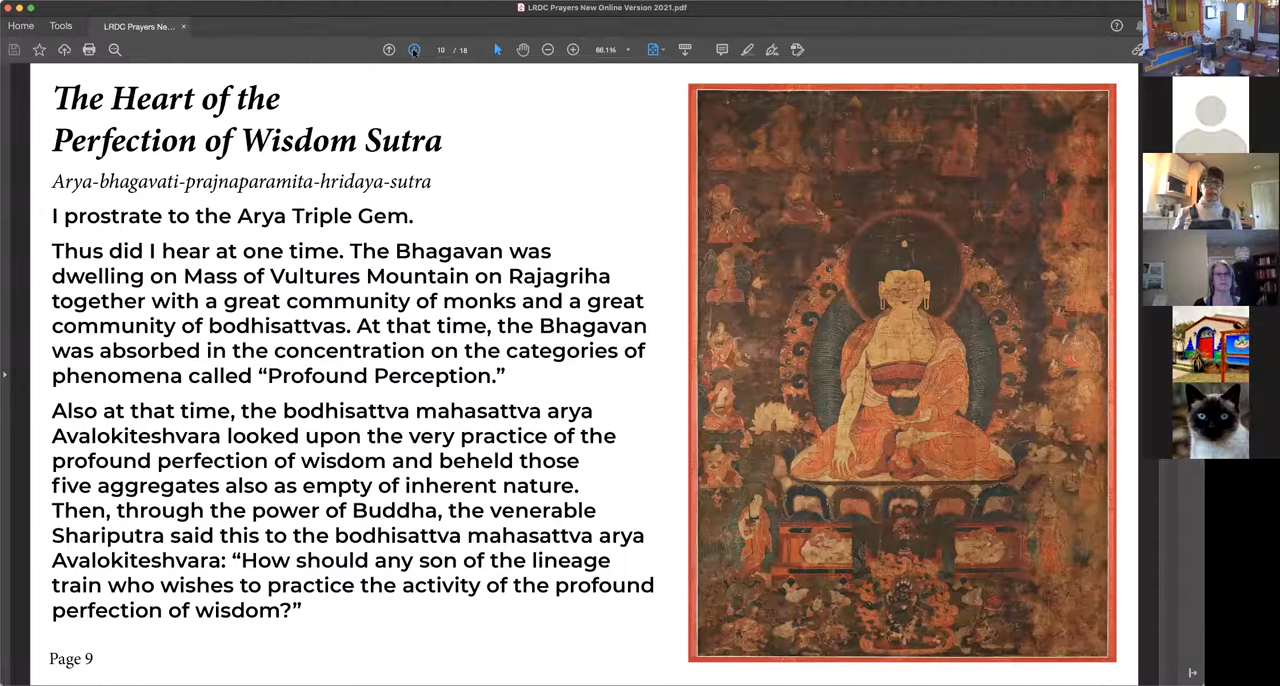 LRDC Prayers New Online Version 2021.pdf
Home Tools LRDC Prayers Ne... ×
10 / 18 66.1%
The Heart of the
Perfection of Wisdom Sutra
Arya-bhagavati-prajnaparamita-hridaya-sutra
I prostrate to the Arya Triple Gem.
Thus did I hear at one time. The Bhagavan was
dwelling on Mass of Vultures Mountain on Rajagriha
together with a great community of monks and a great
community of bodhisattvas. At that time, the Bhagavan
was absorbed in the concentration on the categories of
phenomena called “Profound Perception.”
Also at that time, the bodhisattva mahasattva arya
Avalokiteshvara looked upon the very practice of the
profound perfection of wisdom and beheld those
five aggregates also as empty of inherent nature.
Then, through the power of Buddha, the venerable
Shariputra said this to the bodhisattva mahasattva arya
Avalokiteshvara: “How should any son of the lineage
train who wishes to practice the activity of the profound
perfection of wisdom?”
Page 9